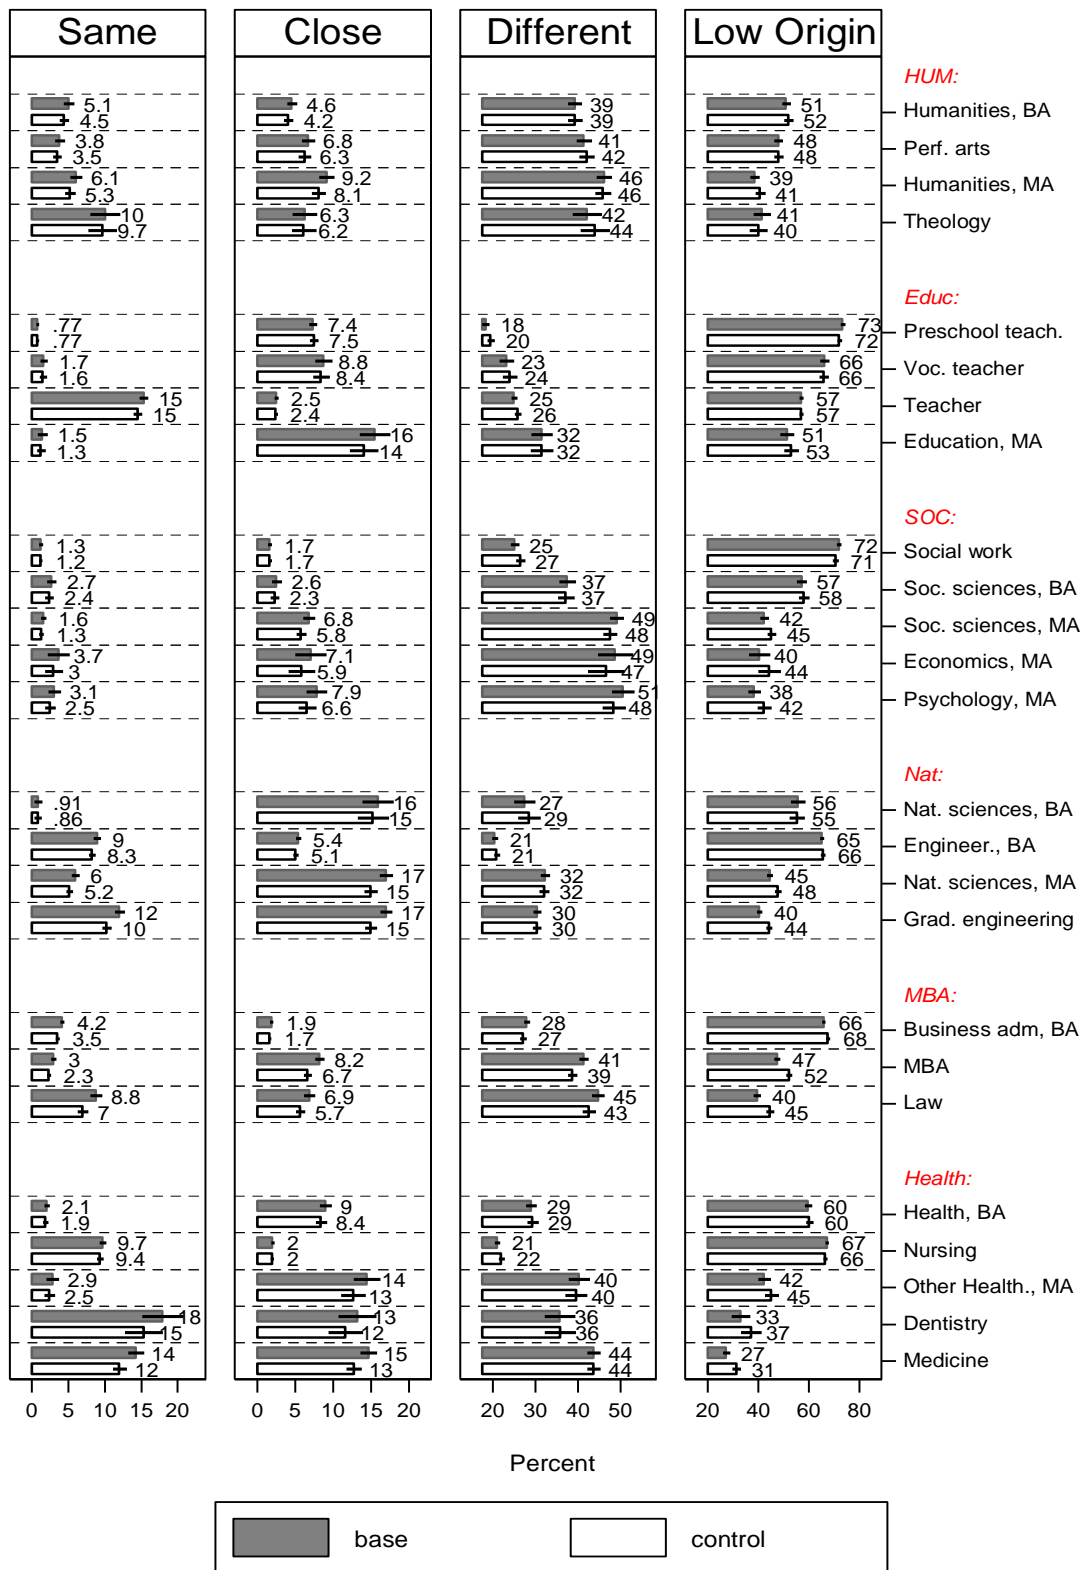 Same Close Different Low Origin
HUM:
5.1 4.6 39 51
4.5 4.2 39 52
Humanities, BA
3.8 6.8 41 48
3.5 6.3 42 48
Perf. arts
6.1 9.2 46 39
5.3 8.1 46 41
Humanities, MA
10 6.3 42 41
9.7 6.2 44 40
Theology
Educ:
.77 7.4 18 73
.77 7.5 20 72
Preschool teach.
1.7 8.8 23 66
1.6 8.4 24 66
Voc. teacher
15 2.5 25 57
15 2.4 26 57
Teacher
1.5 16 32 51
1.3 14 32 53
Education, MA
SOC:
1.3 1.7 25 72
1.2 1.7 27 71
Social work
2.7 2.6 37 57
2.4 2.3 37 58
Soc. sciences, BA
1.6 6.8 49 42
1.3 5.8 48 45
Soc. sciences, MA
3.7 7.1 49 40
3 5.9 47 44
Economics, MA
3.1 7.9 51 38
2.5 6.6 48 42
Psychology, MA
Nat:
.91 16 27 56
.86 15 29 55
Nat. sciences, BA
9 5.4 21 65
8.3 5.1 21 66
Engineer., BA
6 17 32 45
5.2 15 32 48
Nat. sciences, MA
12 17 30 40
10 15 30 44
Grad. engineering
MBA:
4.2 1.9 28 66
3.5 1.7 27 68
Business adm, BA
3 8.2 41 47
2.3 6.7 39 52
MBA
8.8 6.9 45 40
7 5.7 43 45
Law
Health:
2.1 9 29 60
1.9 8.4 29 60
Health, BA
9.7 2 21 67
9.4 2 22 66
Nursing
2.9 14 40 42
2.5 13 40 45
Other Health., MA
18 13 36 33
15 12 36 37
Dentistry
14 15 44 27
12 13 44 31
Medicine
0 5 10 15 20 0 5 10 15 20 20 30 40 50 20 40 60 80
Percent
base control